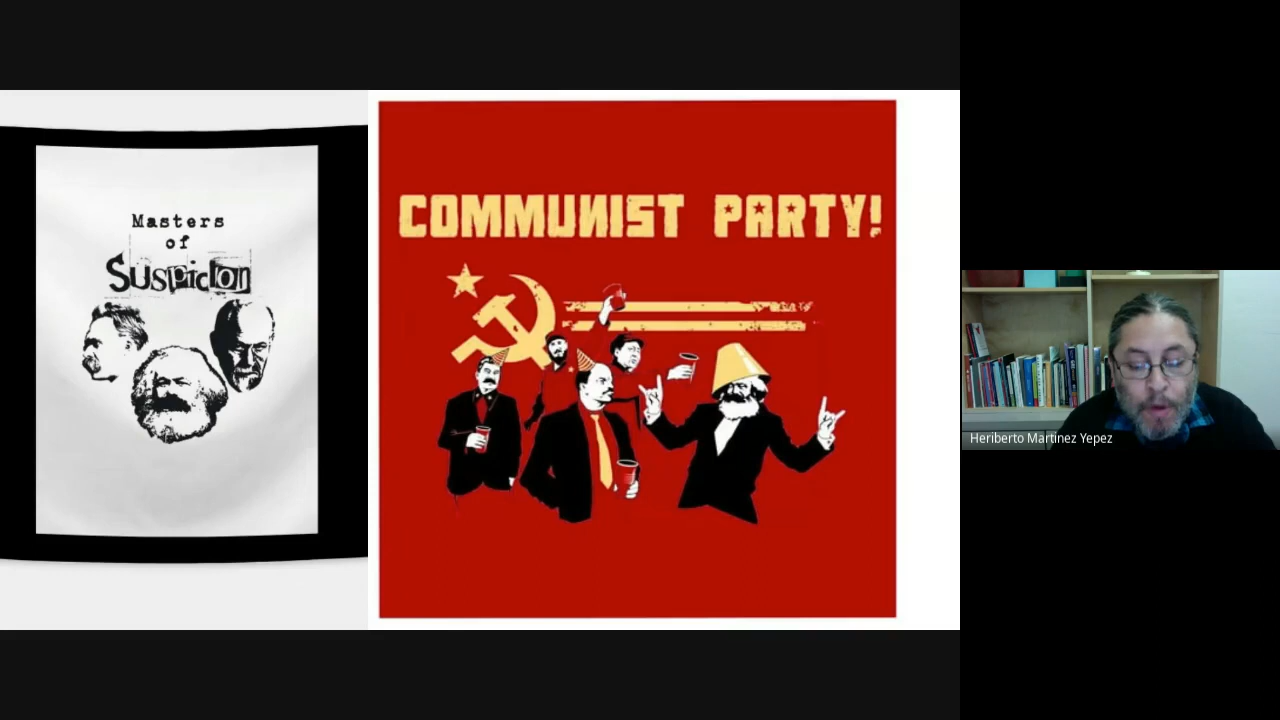 Masters
of
Suspicion
COMMUNIST PARTY!
Heriberto Martinez Yepez